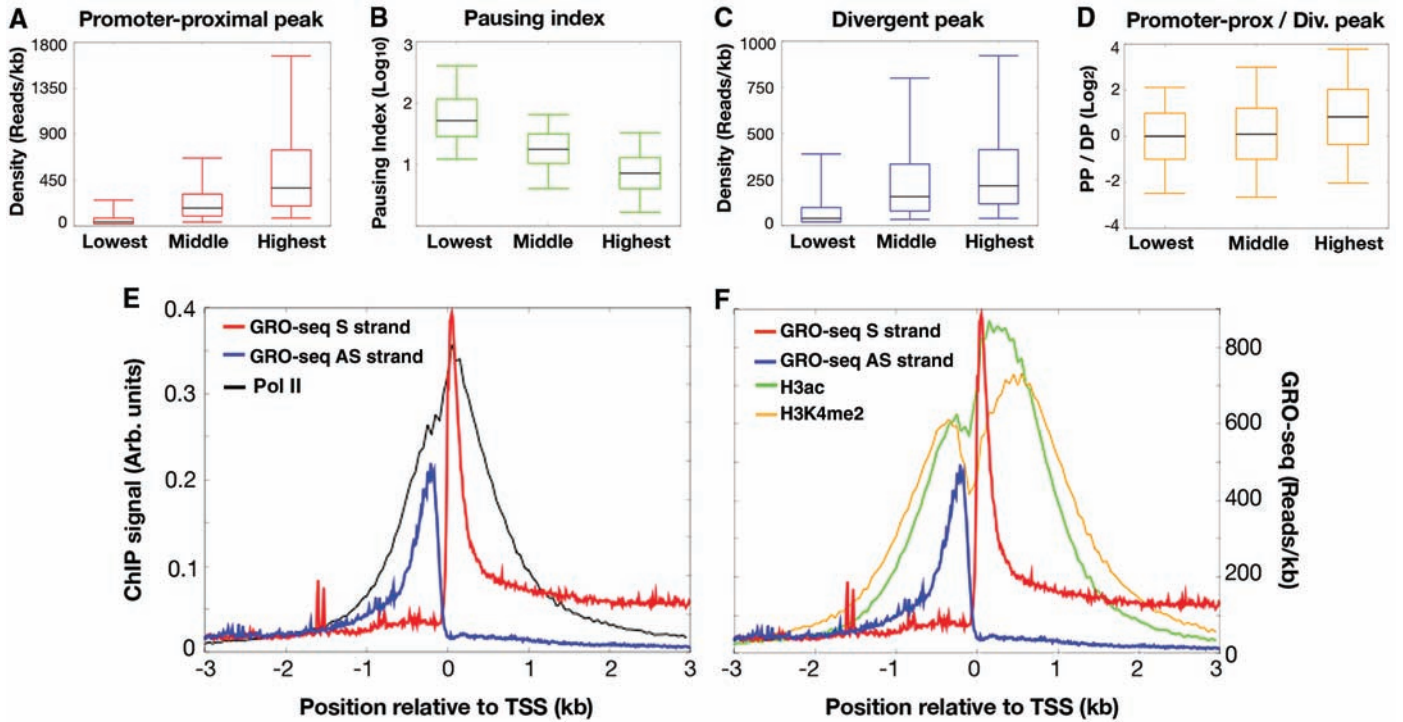 A Promoter-proximal peak
Density (Reads/kb)
1800
1350
900
450
0
Lowest Middle Highest
B Pausing index
Pausing Index (Log10)
3
2
1
Lowest Middle Highest
C Divergent peak
Density (Reads/kb)
1000
750
500
250
0
Lowest Middle Highest
D Promoter-prox / Div. peak
PP / DP (Log2)
4
2
0
-2
-4
Lowest Middle Highest
E
ChIP signal (Arb. units)
0.4
0.3
0.2
0.1
0
GRO-seq S strand
GRO-seq AS strand
Pol II
-3 -2 -1 0 1 2 3
Position relative to TSS (kb)
F
GRO-seq S strand
GRO-seq AS strand
H3ac
H3K4me2
800
600
400
200
0
GRO-seq (Reads/kb)
-3 -2 -1 0 1 2 3
Position relative to TSS (kb)